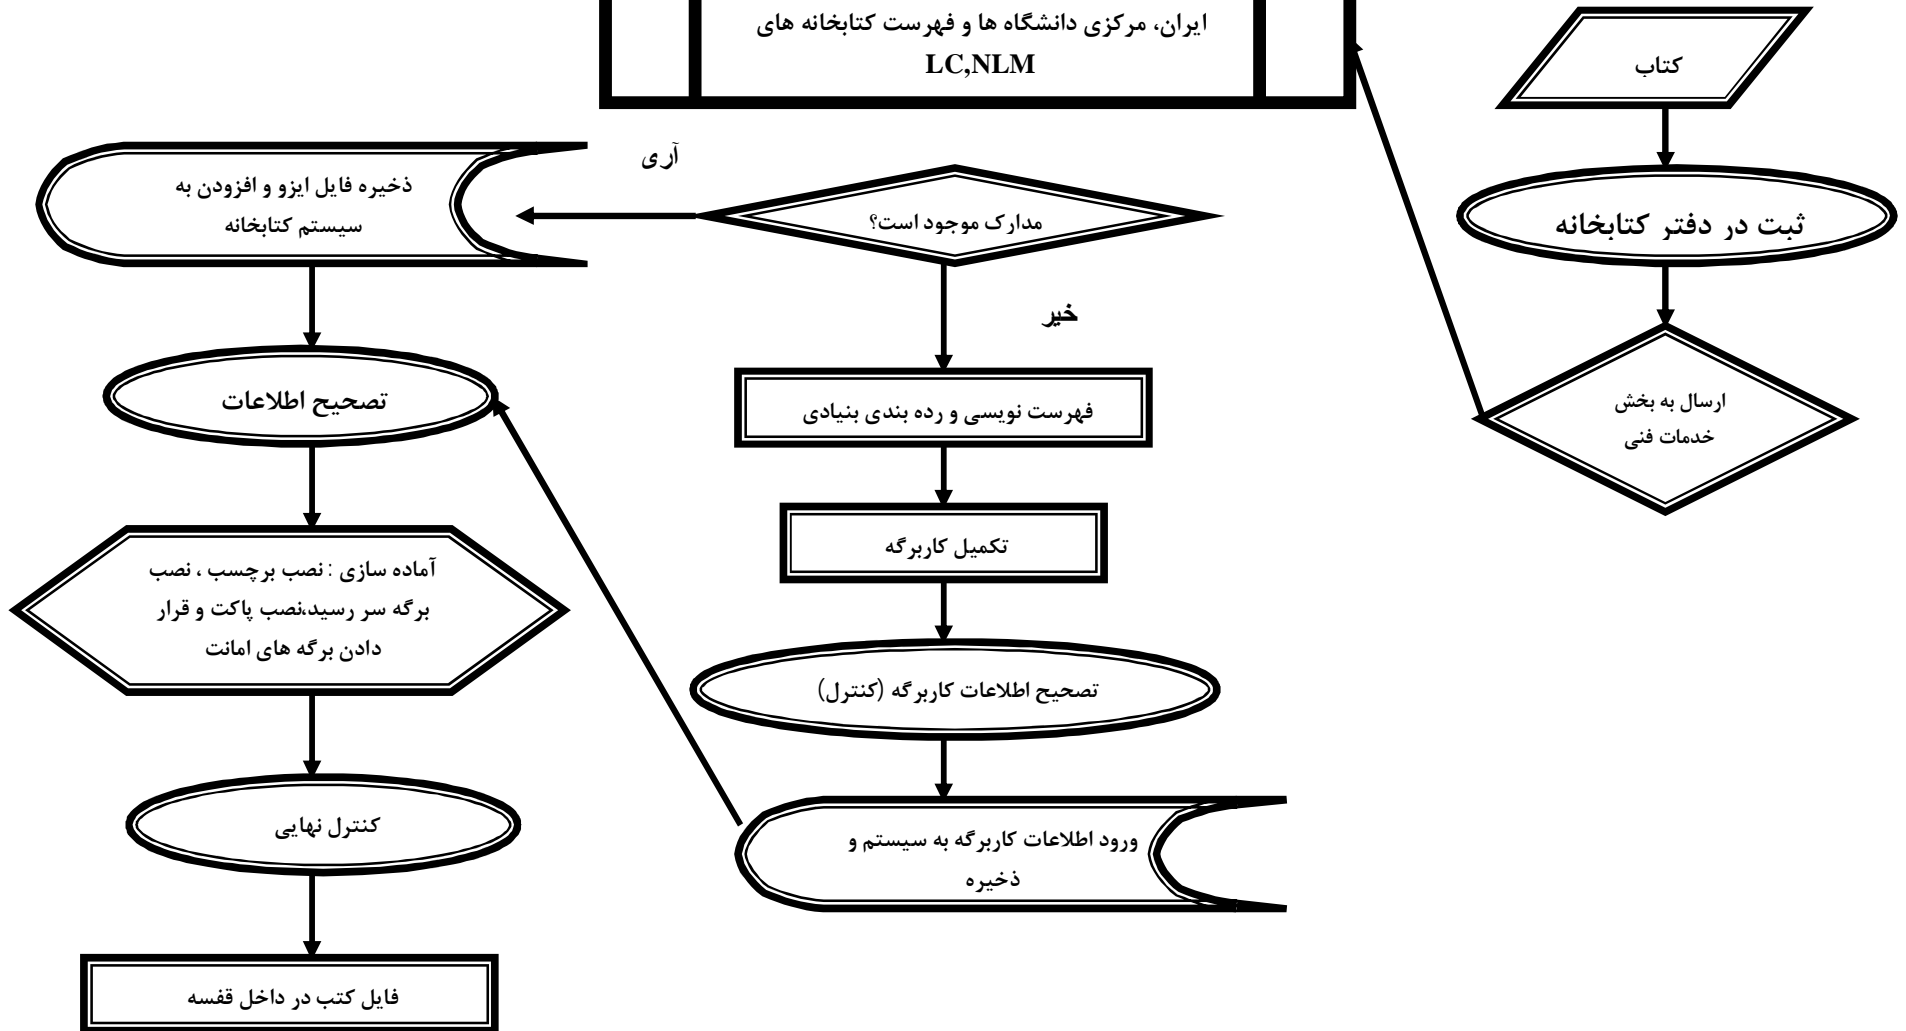 ایران، مرکزی دانشگاه ها و فهرست کتابخانه های
LC,NLM
کتاب
ثبت در دفتر کتابخانه
ارسال به بخش
خدمات فنی
مدارک موجود است؟
آری
خیر
ذخیره فایل ایزو و افزودن به
سیستم کتابخانه
فهرست نویسی و رده بندی بنیادی
تکمیل کاربرگه
تصحیح اطلاعات کاربرگه (کنترل)
ورود اطلاعات کاربرگه به سیستم و
ذخیره
تصحیح اطلاعات
آماده سازی : نصب برچسب ، نصب
برگه سر رسید،نصب پاکت و قرار
دادن برگه های امانت
کنترل نهایی
فایل کتب در داخل قفسه